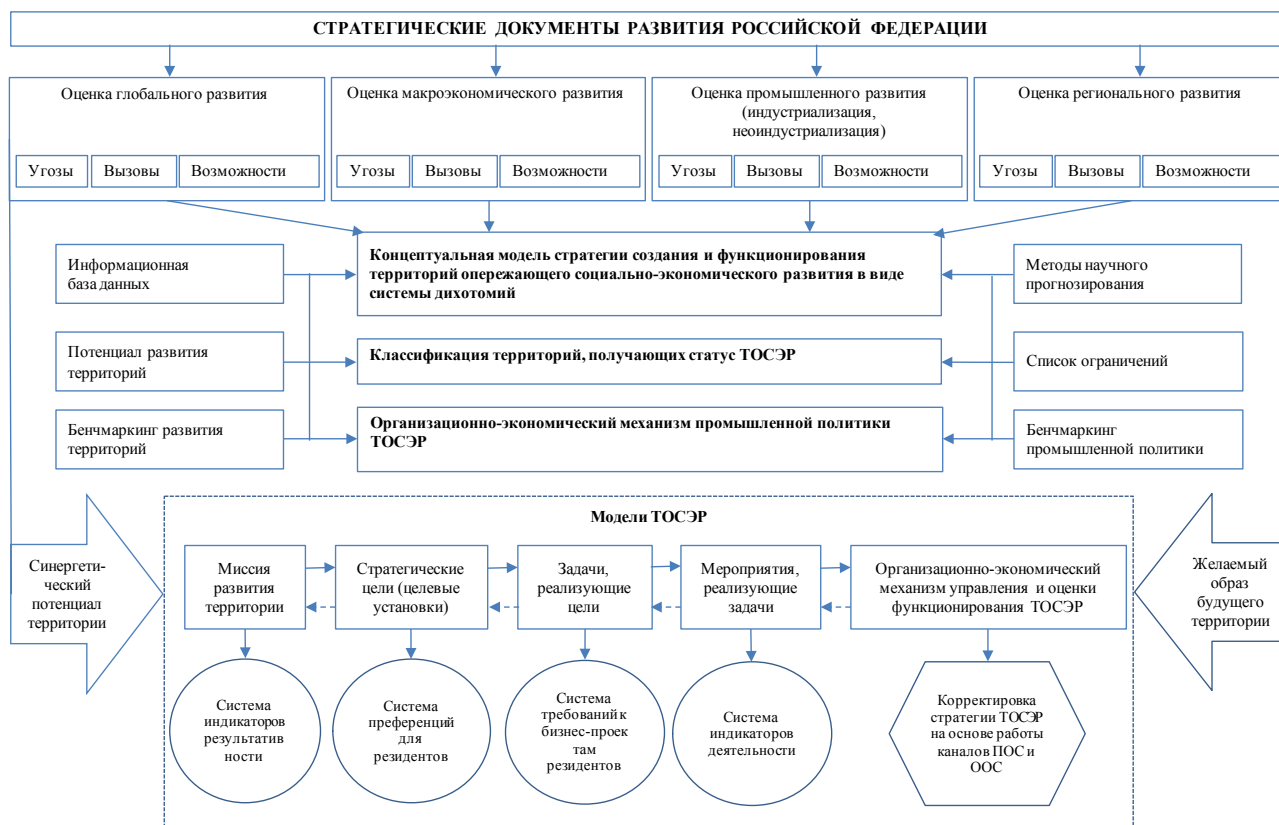 СТРАТЕГИЧЕСКИЕ ДОКУМЕНТЫ РАЗВИТИЯ РОССИЙСКОЙ ФЕДЕРАЦИИ
Оценка глобального развития
Угозы
Вызовы
Возможности
Оценка макроэкономического развития
Угозы
Вызовы
Возможности
Оценка промышленного развития
(индустриализация,
неоиндустриализация)
Угозы
Вызовы
Возможности
Оценка регионального развития
Угозы
Вызовы
Возможности
Информационная
база данных
Концептуальная модель стратегии создания и функционирования
территорий опережающего социально-экономического развития в виде
системы дихотомий
Методы научного
прогнозирования
Потенциал развития
территорий
Классификация территорий, получающих статус ТОСЭР
Список ограничений
Бенчмаркинг развития
территорий
Организационно-экономический механизм промышленной политики
ТОСЭР
Бенчмаркинг
промышленной политики
Синергети-
ческий
потенциал
территории
Модели ТОСЭР
Миссия
развития
территории
Стратегические
цели (целевые
установки)
Задачи,
реализующие
цели
Мероприятия,
реализующие
задачи
Организационно-экономический
механизм управления и оценки
функционирования ТОСЭР
Желаемый
образ
будущего
территории
Система
индикаторов
результатив
ности
Система
преференций
для
резидентов
Система
требований к
бизнес-проек
там
резидентов
Система
индикаторов
деятельности
Корректировка
стратегии ТОСЭР
на основе работы
каналов ПОС и
ООС